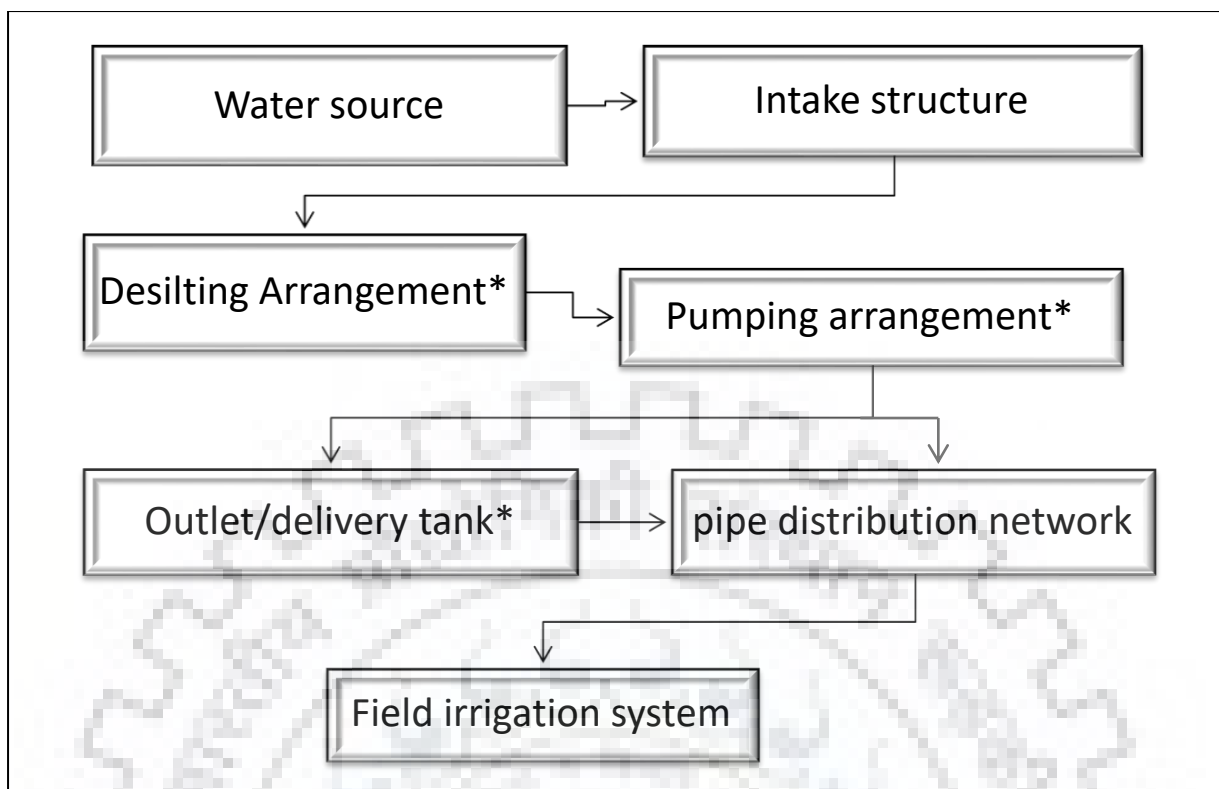 Water source
Intake structure
Desilting Arrangement*
Pumping arrangement*
Outlet/delivery tank*
pipe distribution network
Field irrigation system